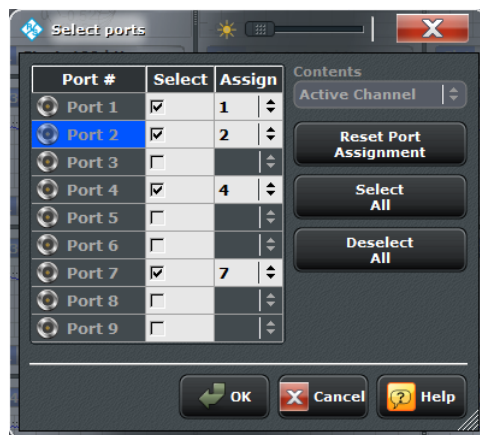 Select ports
Port # Select Assign
Port 1 1
Port 2 2
Port 3
Port 4 4
Port 5
Port 6
Port 7 7
Port 8
Port 9
Contents
Active Channel
Reset Port
Assignment
Select
All
Deselect
All
OK
Cancel
Help